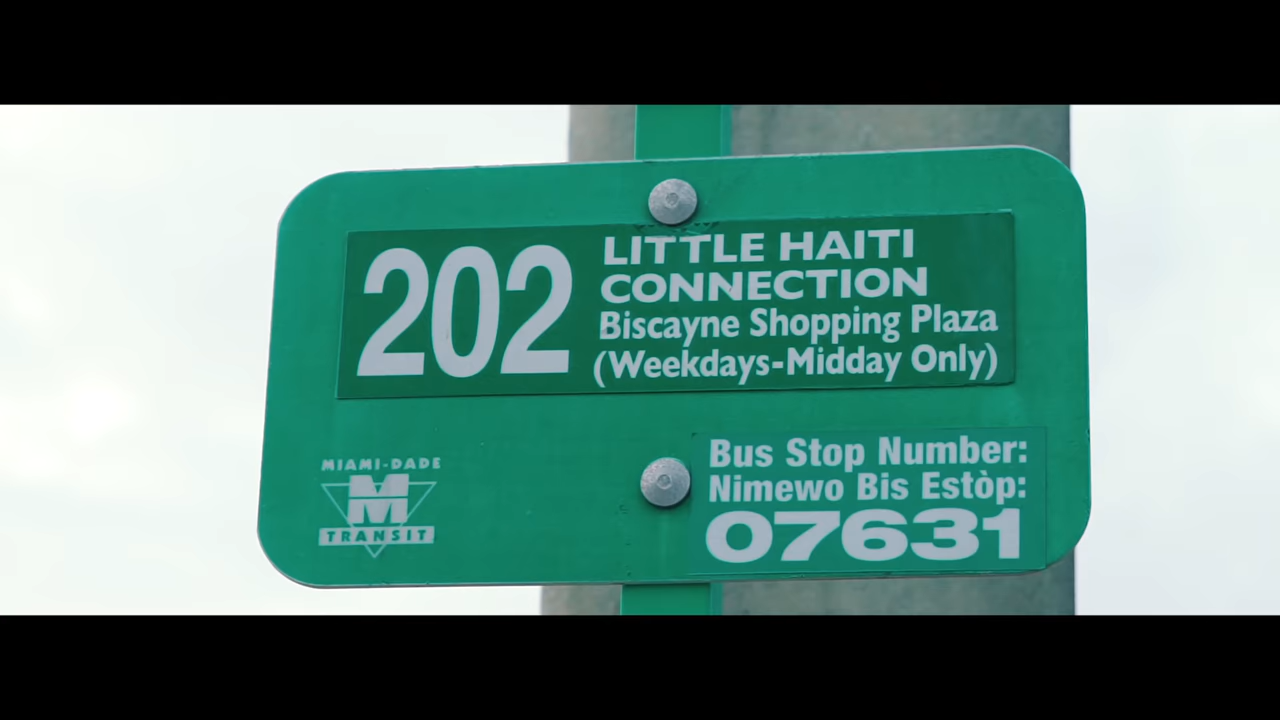 202
LITTLE HAITI
CONNECTION
Biscayne Shopping Plaza
(Weekdays-Midday Only)
MIAMI-DADE
M
TRANSIT
Bus Stop Number:
Nimewo Bis Estòp:
07631